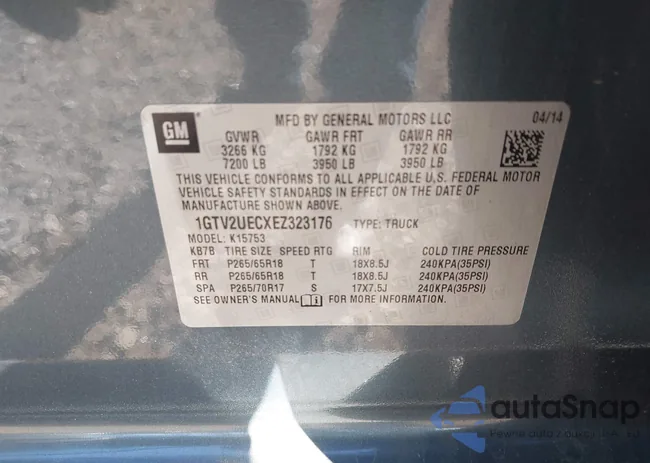 MFD BY GENERAL MOTORS LLC 04/14
GM
GVWR GAWR FRT GAWR RR
3266 KG 1792 KG 1792 KG
7200 LB 3950 LB 3950 LB
THIS VEHICLE CONFORMS TO ALL APPLICABLE U.S. FEDERAL MOTOR
VEHICLE SAFETY STANDARDS IN EFFECT ON THE DATE OF
MANUFACTURE SHOWN ABOVE.
1GTV2UECXEZ323176 TYPE: TRUCK
MODEL: K15753
KB7B TIRE SIZE SPEED RTG RIM COLD TIRE PRESSURE
FRT P265/65R18 T 18X8.5J 240KPA(35PSI)
RR P265/65R18 T 18X8.5J 240KPA(35PSI)
SPA P265/70R17 S 17X7.5J 240KPA(35PSI)
SEE OWNER'S MANUAL FOR MORE INFORMATION.
autaSnap
Pewne auta z